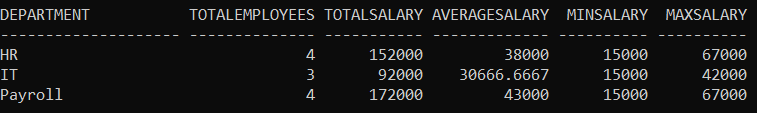 DEPARTMENT           TOTALEMPLOYEES TOTALSALARY AVERAGESALARY  MINSALARY  MAXSALARY
-------------------- -------------- ----------- ------------- ---------- ----------
HR                                4      152000         38000      15000      67000
IT                                3       92000    30666.6667      15000      42000
Payroll                           4      172000         43000      15000      67000